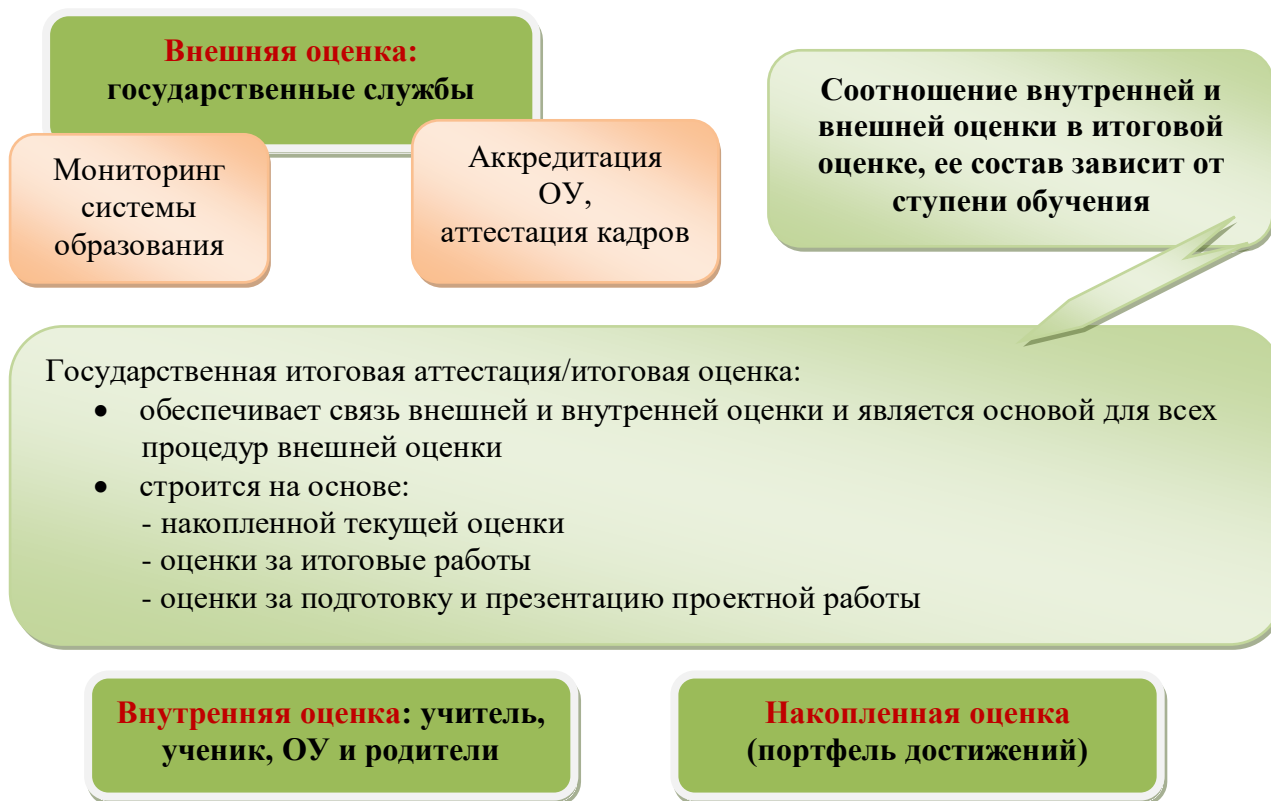 Внешняя оценка:
государственные службы
Мониторинг
системы
образования
Аккредитация
ОУ,
аттестация кадров
Соотношение внутренней и
внешней оценки в итоговой
оценке, ее состав зависит от
ступени обучения
Государственная итоговая аттестация/итоговая оценка:
• обеспечивает связь внешней и внутренней оценки и является основой для всех
процедур внешней оценки
• строится на основе:
- накопленной текущей оценки
- оценки за итоговые работы
- оценки за подготовку и презентацию проектной работы
Внутренняя оценка: учитель,
ученик, ОУ и родители
Накопленная оценка
(портфель достижений)